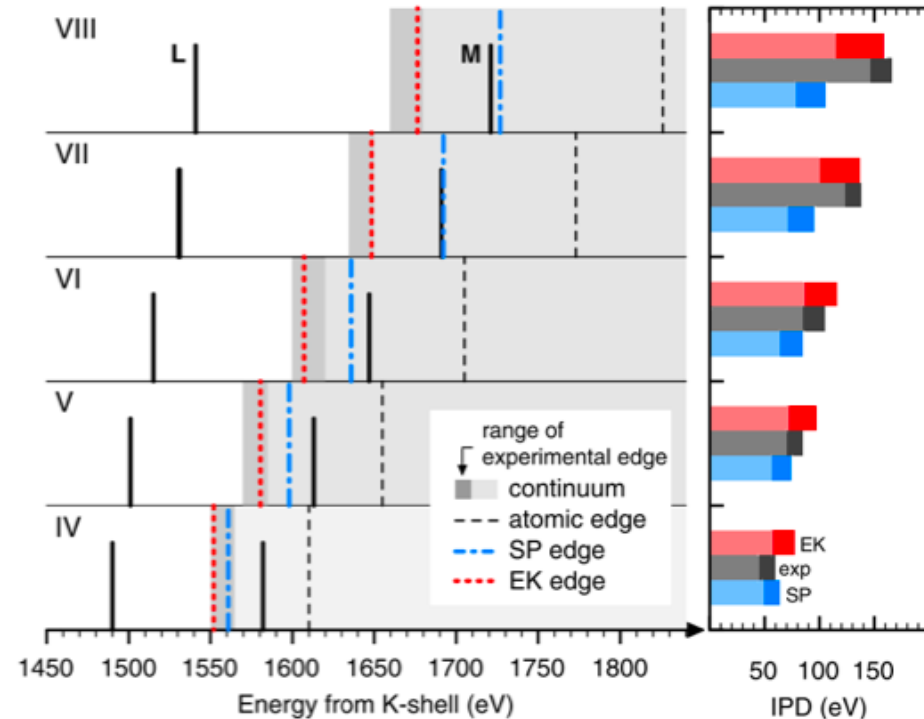 VIII
L
M
VII
VI
V
IV
range of
experimental edge
continuum
atomic edge
SP edge
EK edge
EK
exp
SP
1450 1500 1550 1600 1650 1700 1750 1800
Energy from K-shell (eV)
50 100 150
IPD (eV)